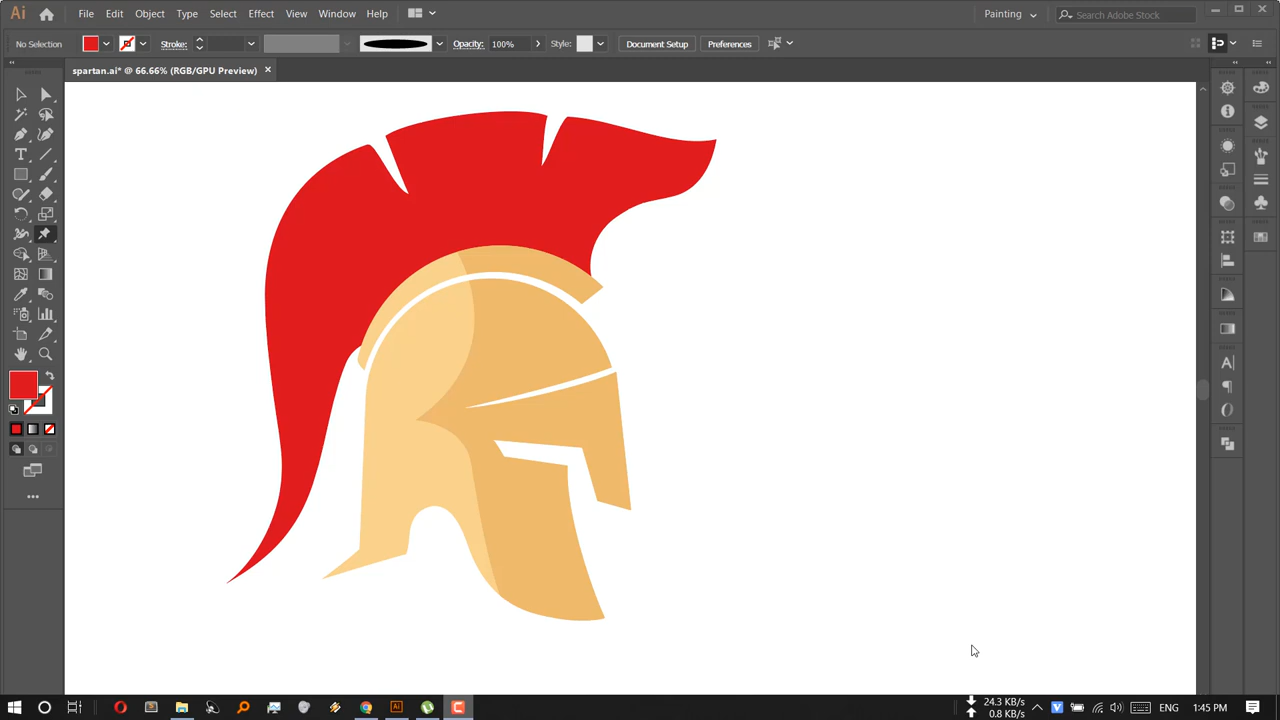 Ai File Edit Object Type Select Effect View Window Help Painting Search Adobe Stock
No Selection Stroke: Opacity: 100% Style: Document Setup Preferences
spartan.ai* @ 66.66% (RGB/GPU Preview) ×
24.3 KB/s
0.8 KB/s
Ai V 1:45 PM